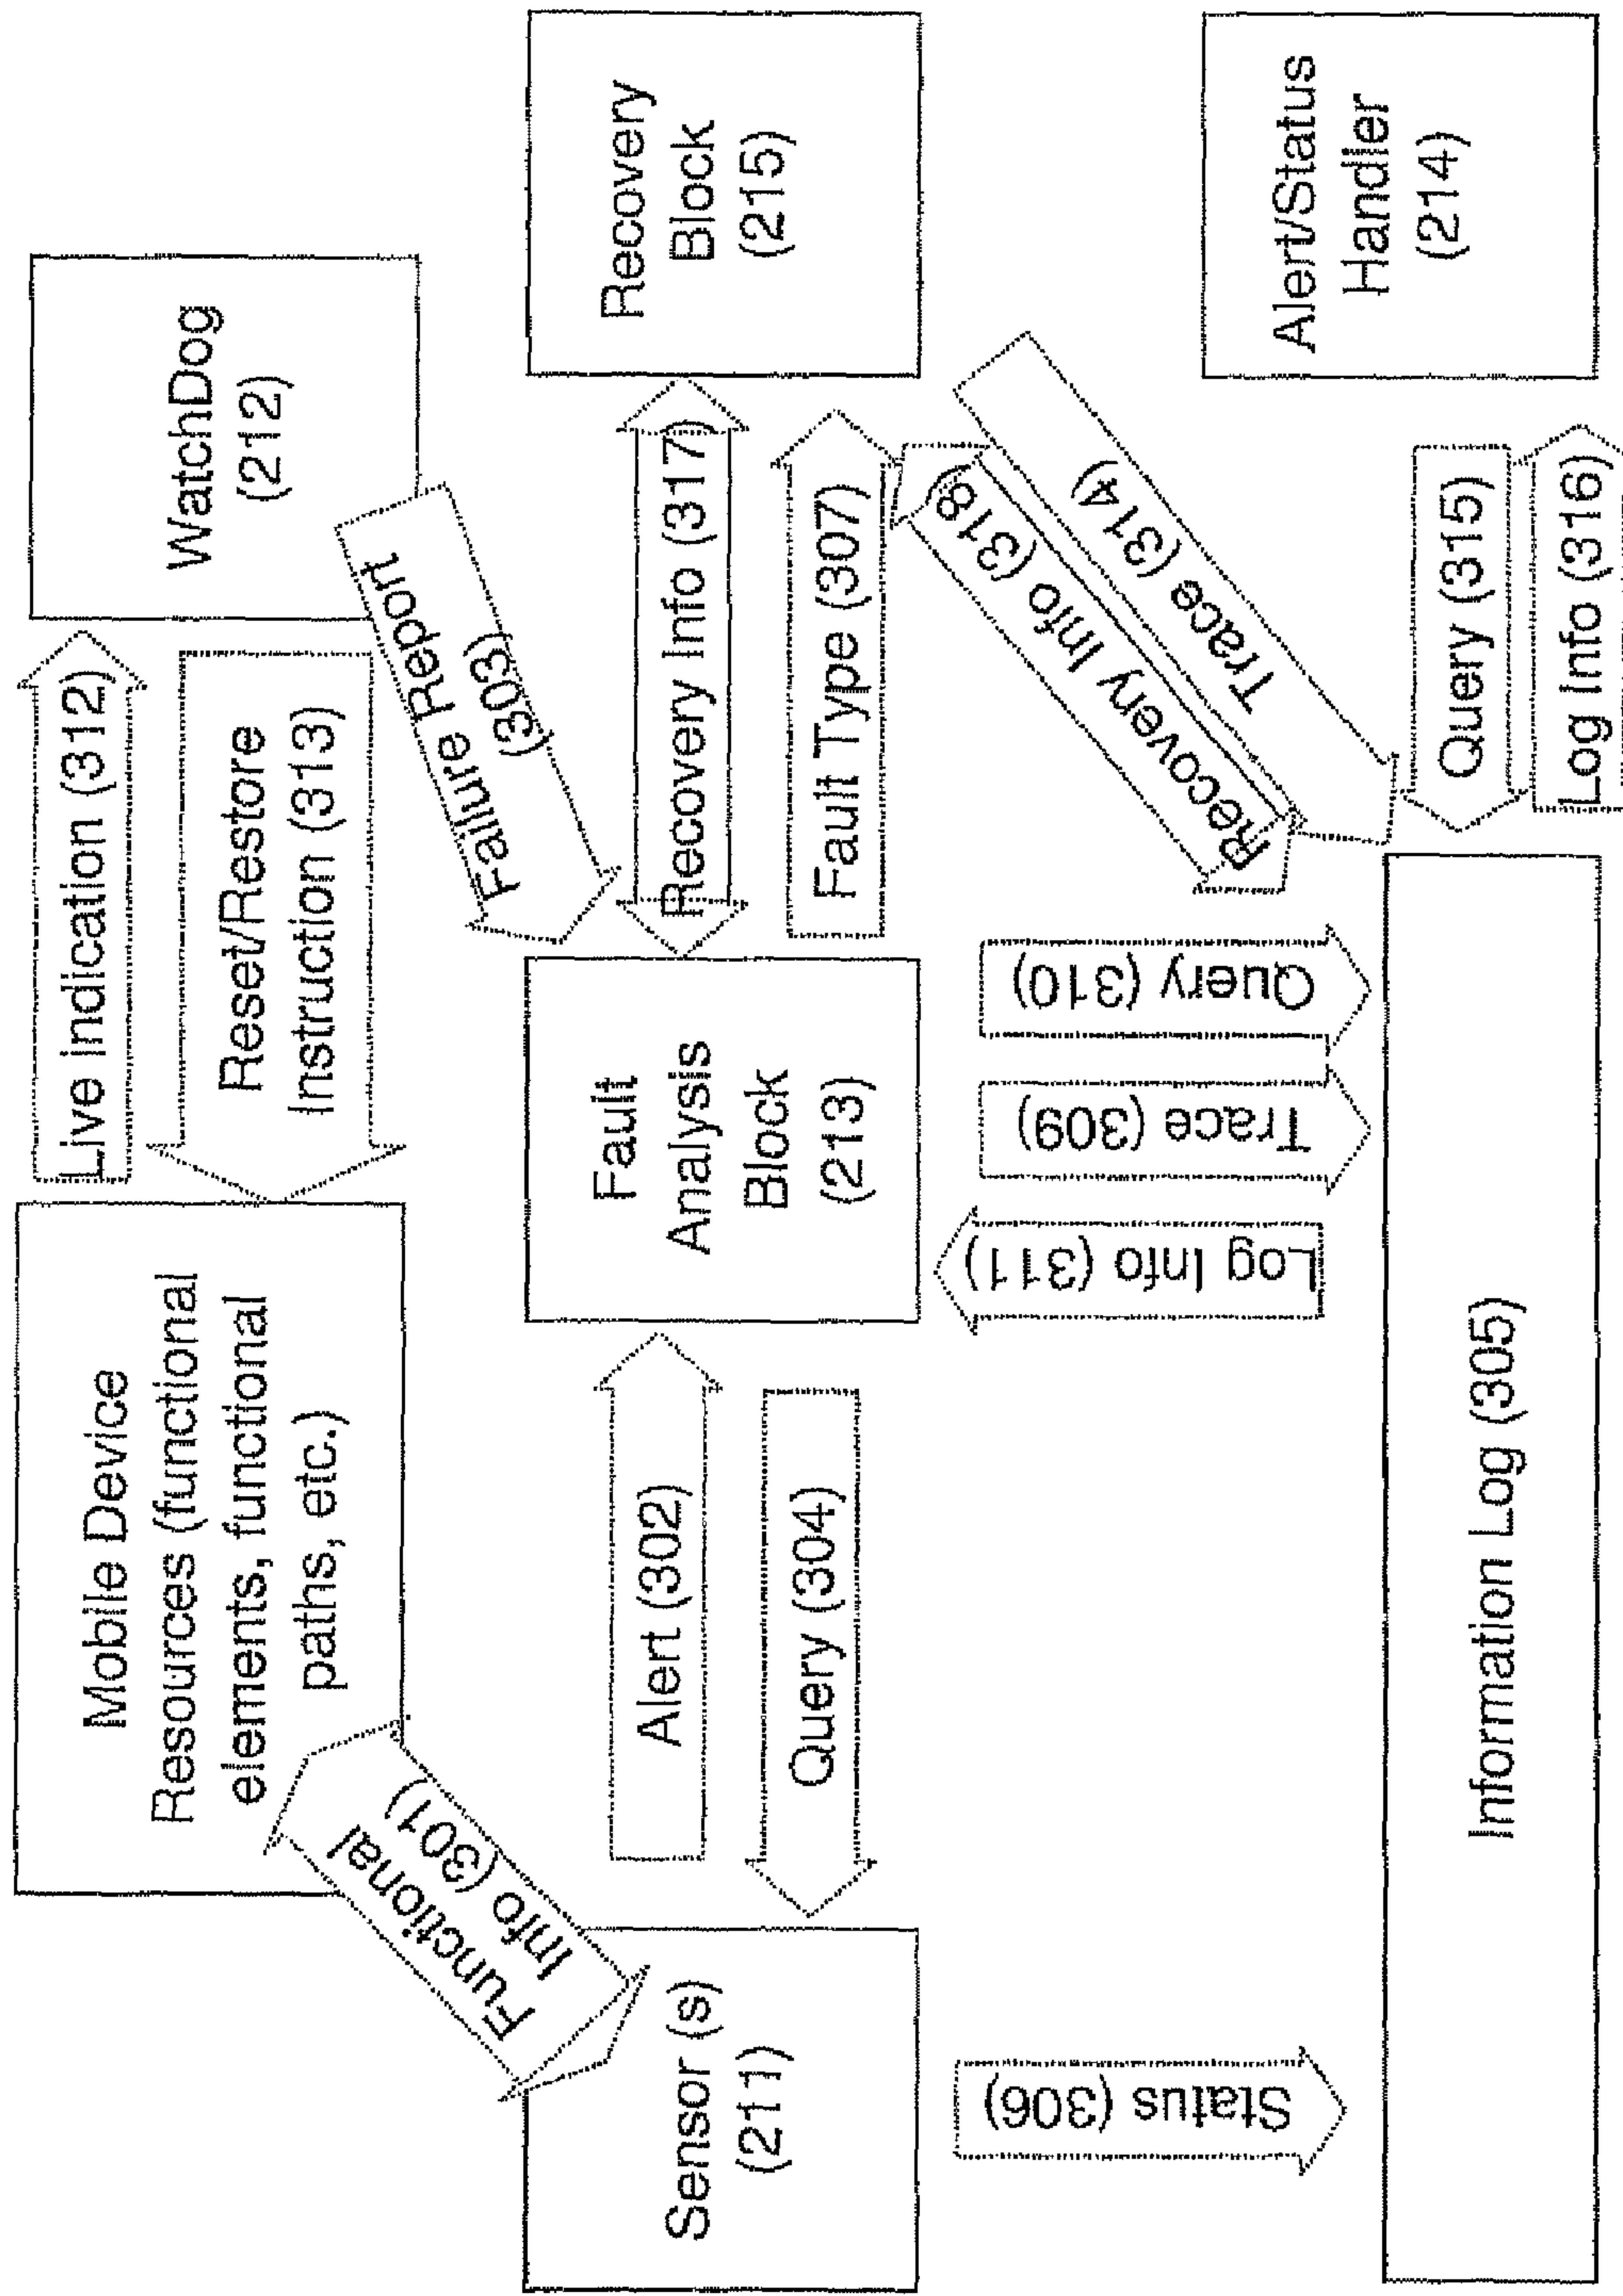 Mobile Device
Resources (functional
elements, functional
paths, etc.)
Live Indication (312)
Reset/Restore
Instruction (313)
WatchDog
(212)
Functional
Info (301)
Failure Report
(303)
Sensor (s)
(211)
Alert (302)
Query (304)
Fault
Analysis
Block
(213)
Recovery Info (317)
Fault Type (307)
Recovery
Block
(215)
Status (306)
Log Info (311)
Trace (309)
Query (310)
Recovery Info (318)
Trace (314)
Information Log (305)
Query (315)
Log Info (316)
Alert/Status
Handler
(214)